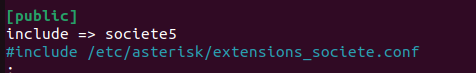 [public]
include => societe5
#include /etc/asterisk/extensions_societe.conf
;